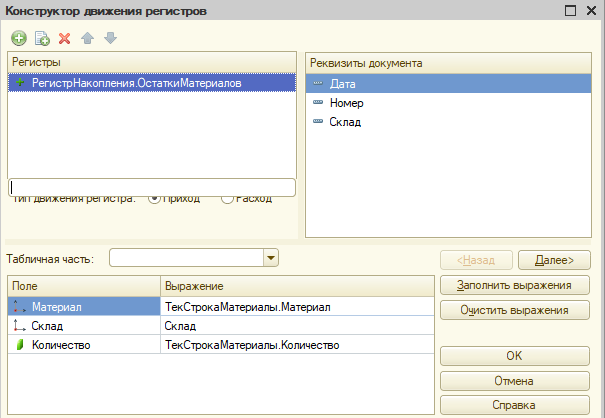 Конструктор движения регистров
Регистры
РегистрНакопления.ОстаткиМатериалов
Тип движения регистра: Приход Расход
Реквизиты документа
Дата
Номер
Склад
Табличная часть:
<Назад Далее>
Поле Выражение
Материал ТекСтрокаМатериалы.Материал
Склад Склад
Количество ТекСтрокаМатериалы.Количество
Заполнить выражения
Очистить выражения
OK
Отмена
Справка